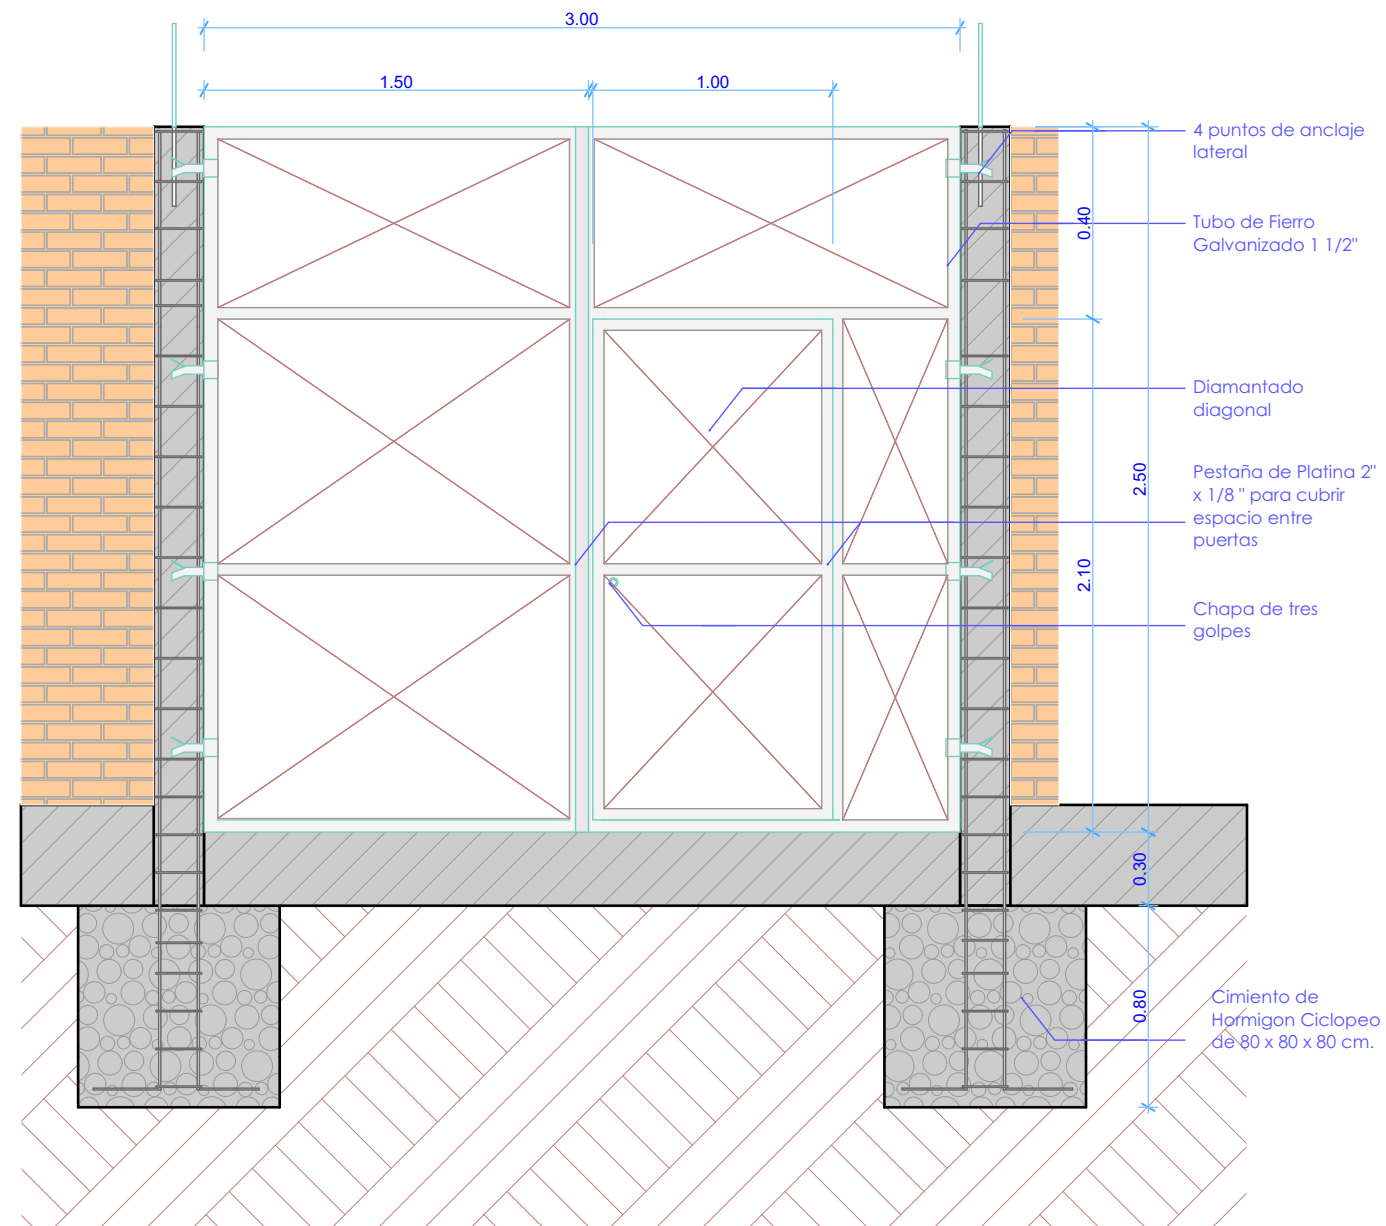 3.00
1.50
1.00
4 puntos de anclaje
lateral
0.40
Tubo de Fierro
Galvanizado 1 1/2"
Diamantado
diagonal
2.50
Pestaña de Platina 2"
x 1/8 " para cubrir
espacio entre
puertas
2.10
Chapa de tres
golpes
0.30
0.80
Cimiento de
Hormigon Ciclopeo
de 80 x 80 x 80 cm.